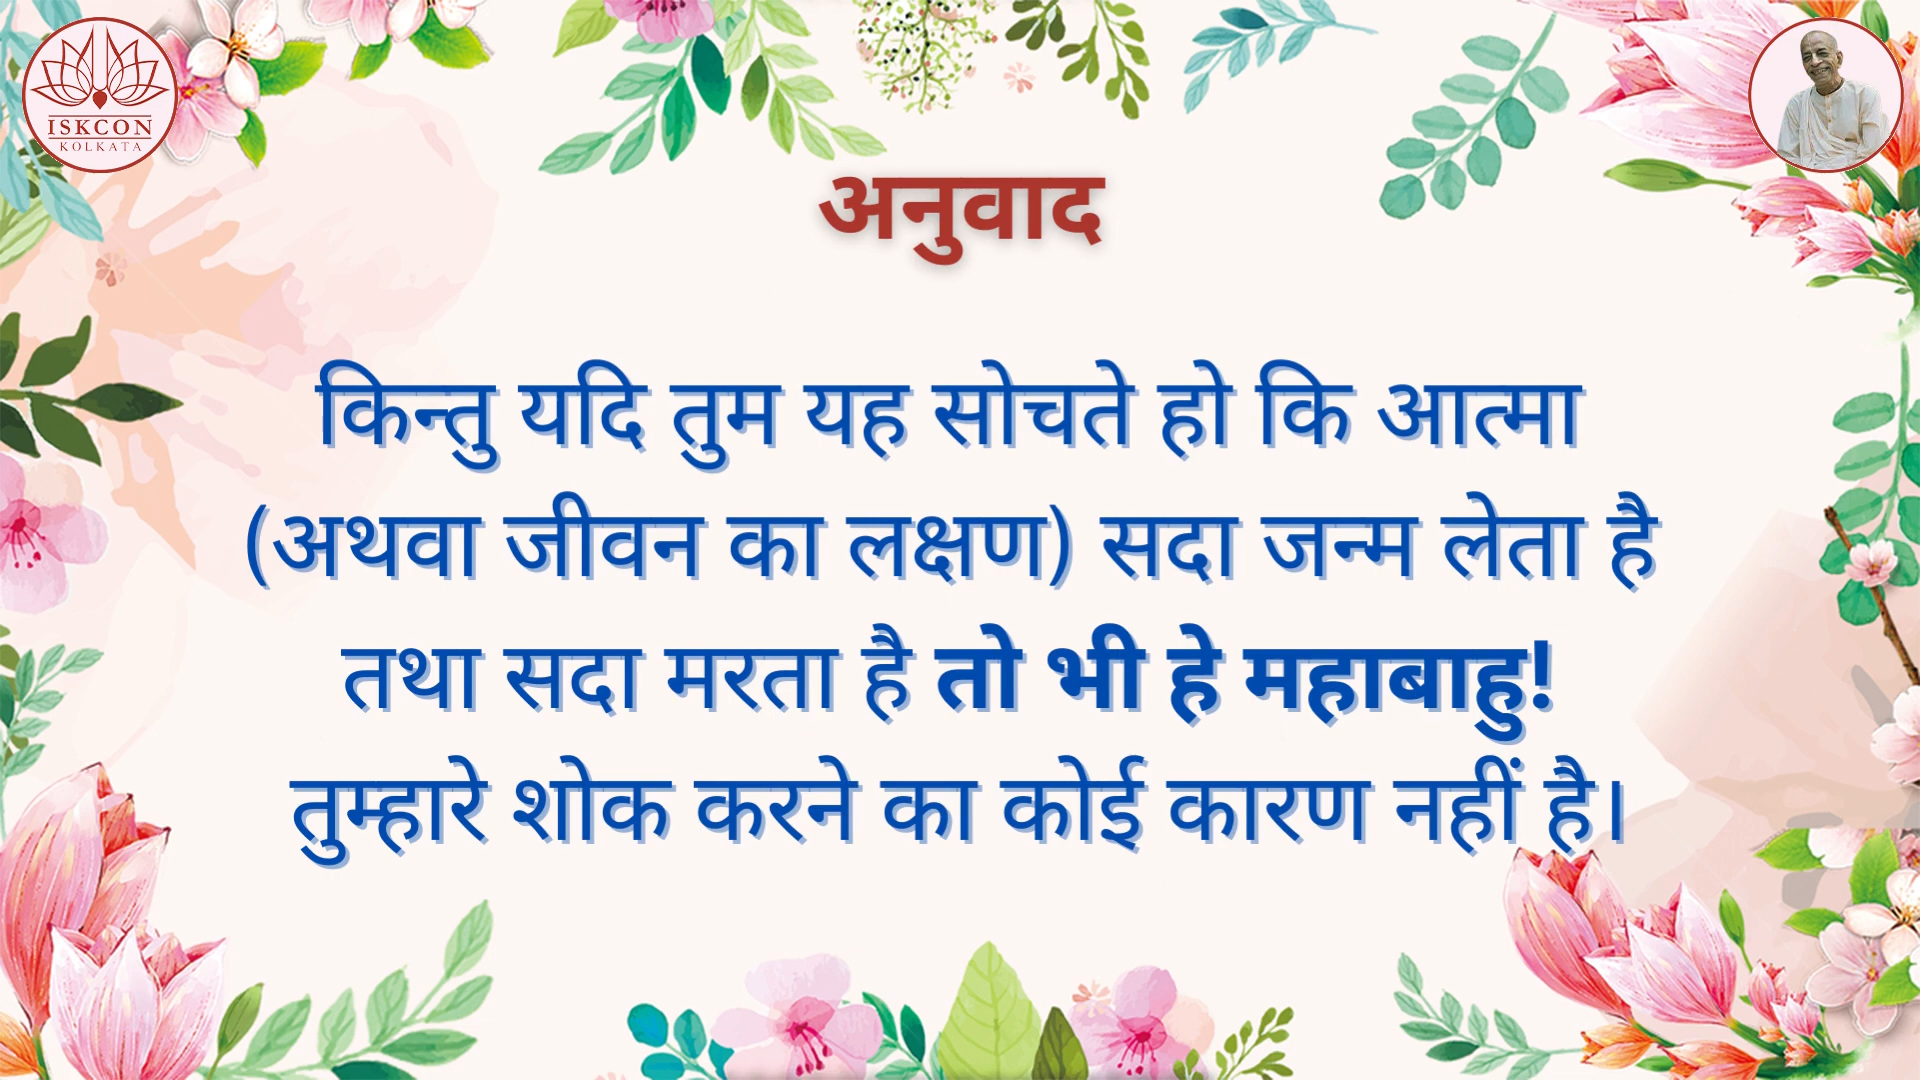 ISKCON
KOLKATA
अनुवाद
किन्तु यदि तुम यह सोचते हो कि आत्मा
(अथवा जीवन का लक्षण) सदा जन्म लेता है
तथा सदा मरता है तो भी हे महाबाहु!
तुम्हारे शोक करने का कोई कारण नहीं है।